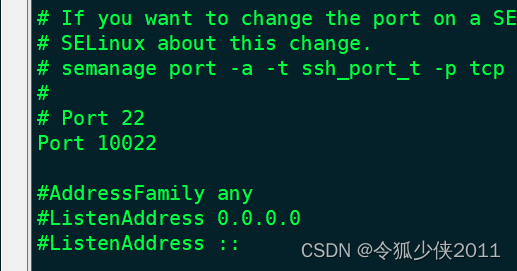 # If you want to change the port on a SE
# SELinux about this change.
# semanage port -a -t ssh_port_t -p tcp
#
# Port 22
Port 10022
#AddressFamily any
#ListenAddress 0.0.0.0
#ListenAddress ::
CSDN @令狐少侠2011